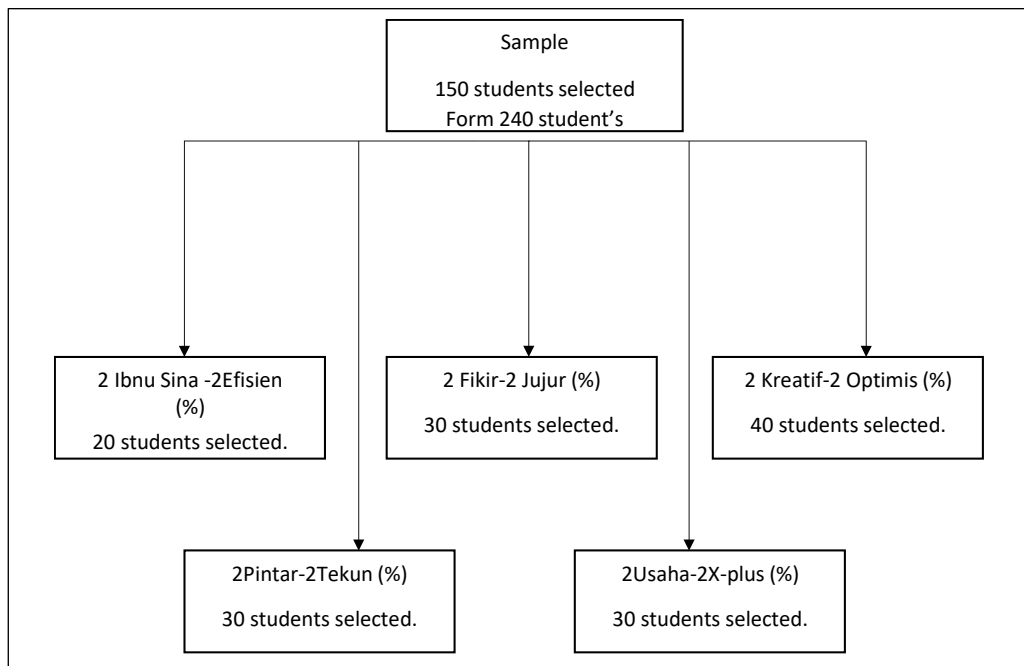 Sample
150 students selected
Form 240 student's
2 Ibnu Sina -2Efisien
(%)
20 students selected.
2 Fikir-2 Jujur (%)
30 students selected.
2 Kreatif-2 Optimis (%)
40 students selected.
2Pintar-2Tekun (%)
30 students selected.
2Usaha-2X-plus (%)
30 students selected.